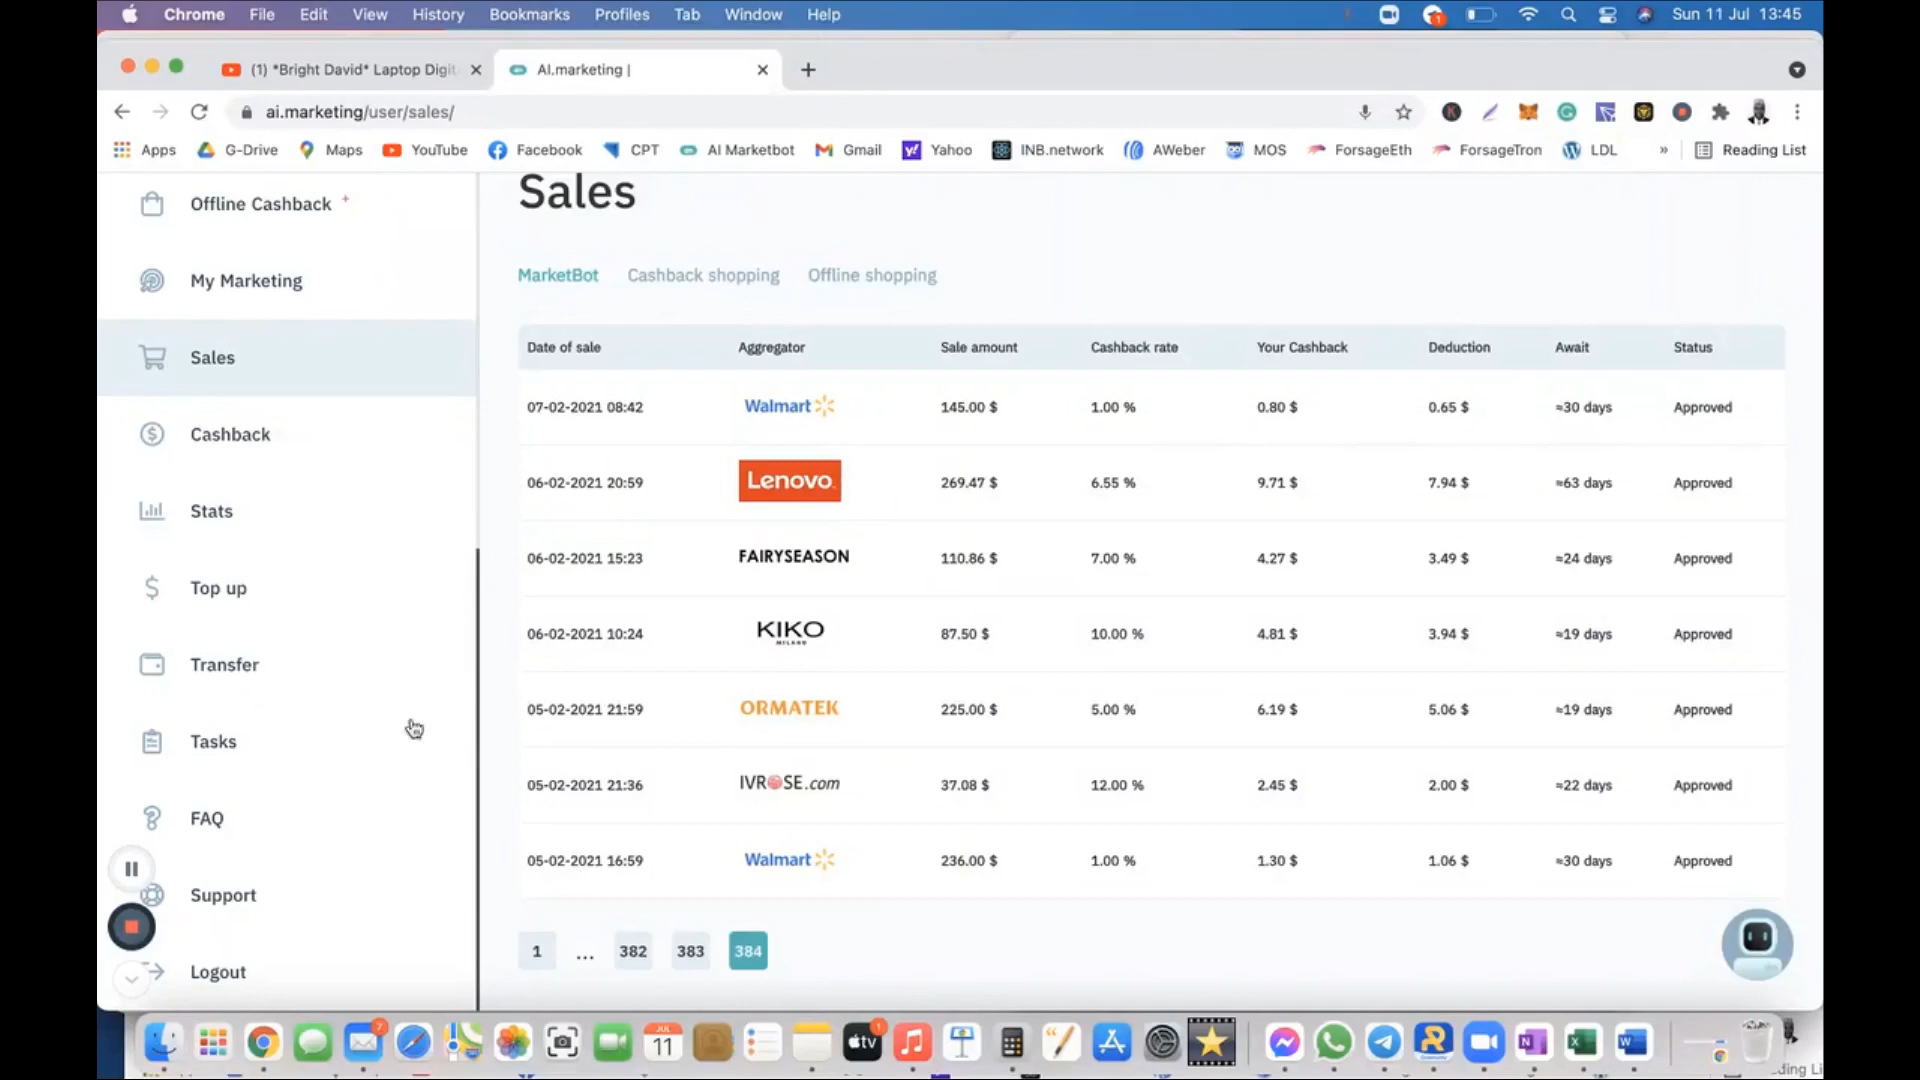 Chrome File Edit View History Bookmarks Profiles Tab Window Help 1 Sun 11 Jul 13:45
(1) *Bright David* Laptop Digit AI.marketing |
ai.marketing/user/sales/
Apps G-Drive Maps YouTube Facebook CPT AI Marketbot Gmail Yahoo INB.network AWeber MOS ForsageEth ForsageTron LDL » Reading List
Offline Cashback +
My Marketing
Sales
Cashback
Stats
Top up
Transfer
Tasks
FAQ
Support
Logout
Sales
MarketBot Cashback shopping Offline shopping
Date of sale Aggregator Sale amount Cashback rate Your Cashback Deduction Await Status
07-02-2021 08:42 Walmart 145.00 $ 1.00 % 0.80 $ 0.65 $ ≈30 days Approved
06-02-2021 20:59 Lenovo 269.47 $ 6.55 % 9.71 $ 7.94 $ ≈63 days Approved
06-02-2021 15:23 FAIRYSEASON 110.86 $ 7.00 % 4.27 $ 3.49 $ ≈24 days Approved
06-02-2021 10:24 KIKO MILANO 87.50 $ 10.00 % 4.81 $ 3.94 $ ≈19 days Approved
05-02-2021 21:59 ORMATEK 225.00 $ 5.00 % 6.19 $ 5.06 $ ≈19 days Approved
05-02-2021 21:36 IVROSE.com 37.08 $ 12.00 % 2.45 $ 2.00 $ ≈22 days Approved
05-02-2021 16:59 Walmart 236.00 $ 1.00 % 1.30 $ 1.06 $ ≈30 days Approved
1 ... 382 383 384
7 JUL 11 tv 1